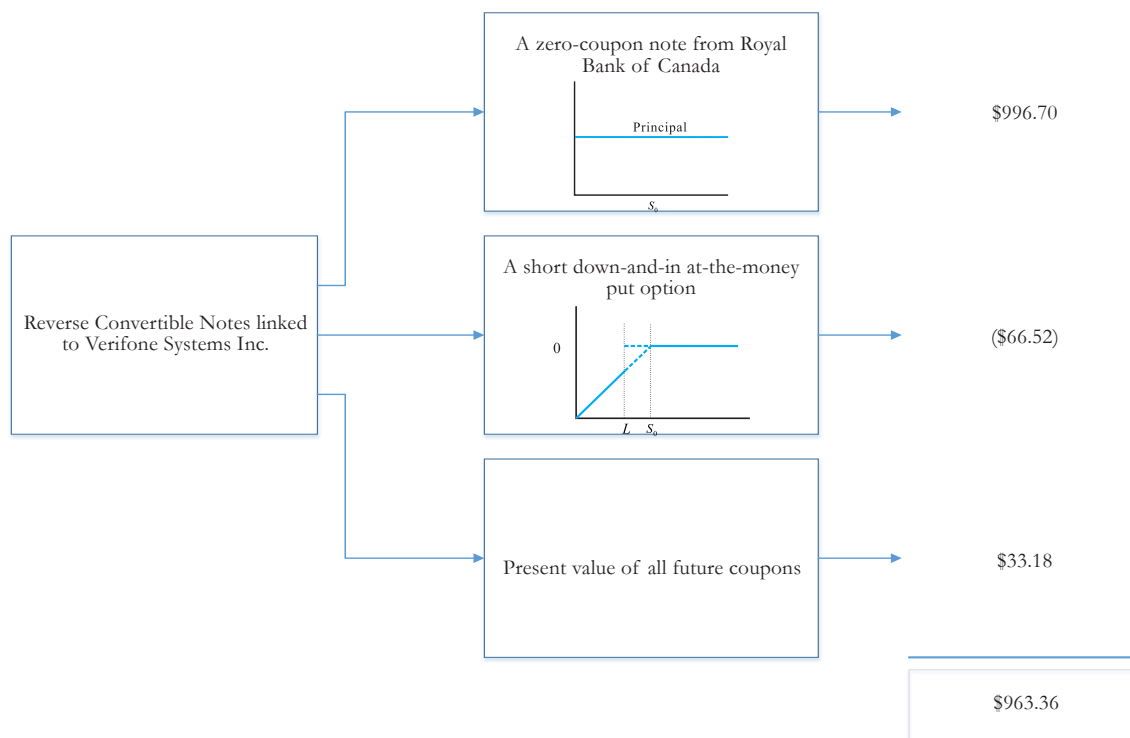 A zero-coupon note from Royal
Bank of Canada
Principal
S₀
$996.70
Reverse Convertible Notes linked
to Verifone Systems Inc.
A short down-and-in at-the-money
put option
0
L S₀
($66.52)
Present value of all future coupons
$33.18
$963.36